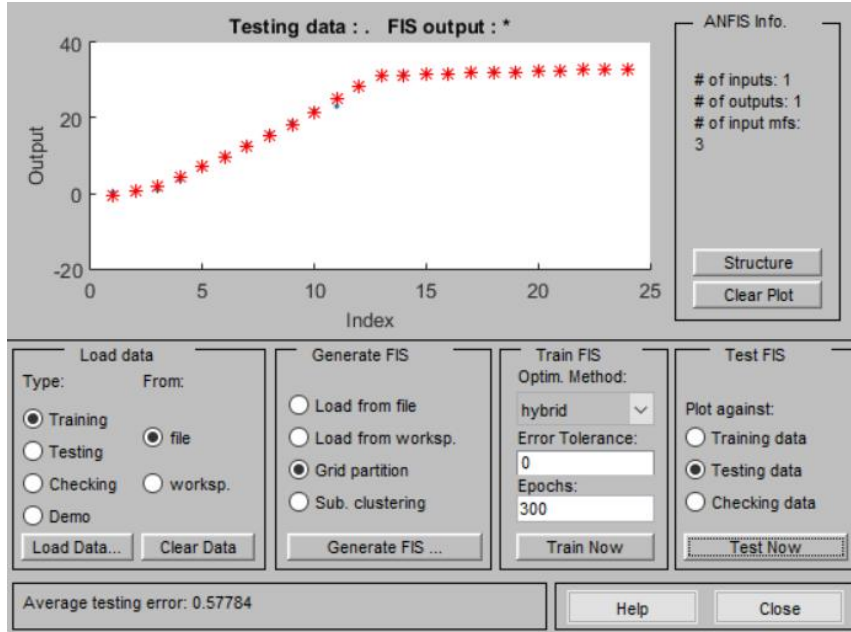 Testing data : .   FIS output : *
40
20
0
-20
Output
0
5
10
15
20
25
Index
ANFIS Info.
# of inputs: 1
# of outputs: 1
# of input mfs:
3
Structure
Clear Plot
Load data
Type:
From:
Training
Testing
Checking
Demo
file
worksp.
Load Data...
Clear Data
Generate FIS
Load from file
Load from worksp.
Grid partition
Sub. clustering
Generate FIS ...
Train FIS
Optim. Method:
hybrid
Error Tolerance:
0
Epochs:
300
Train Now
Test FIS
Plot against:
Training data
Testing data
Checking data
Test Now
Average testing error: 0.57784
Help
Close